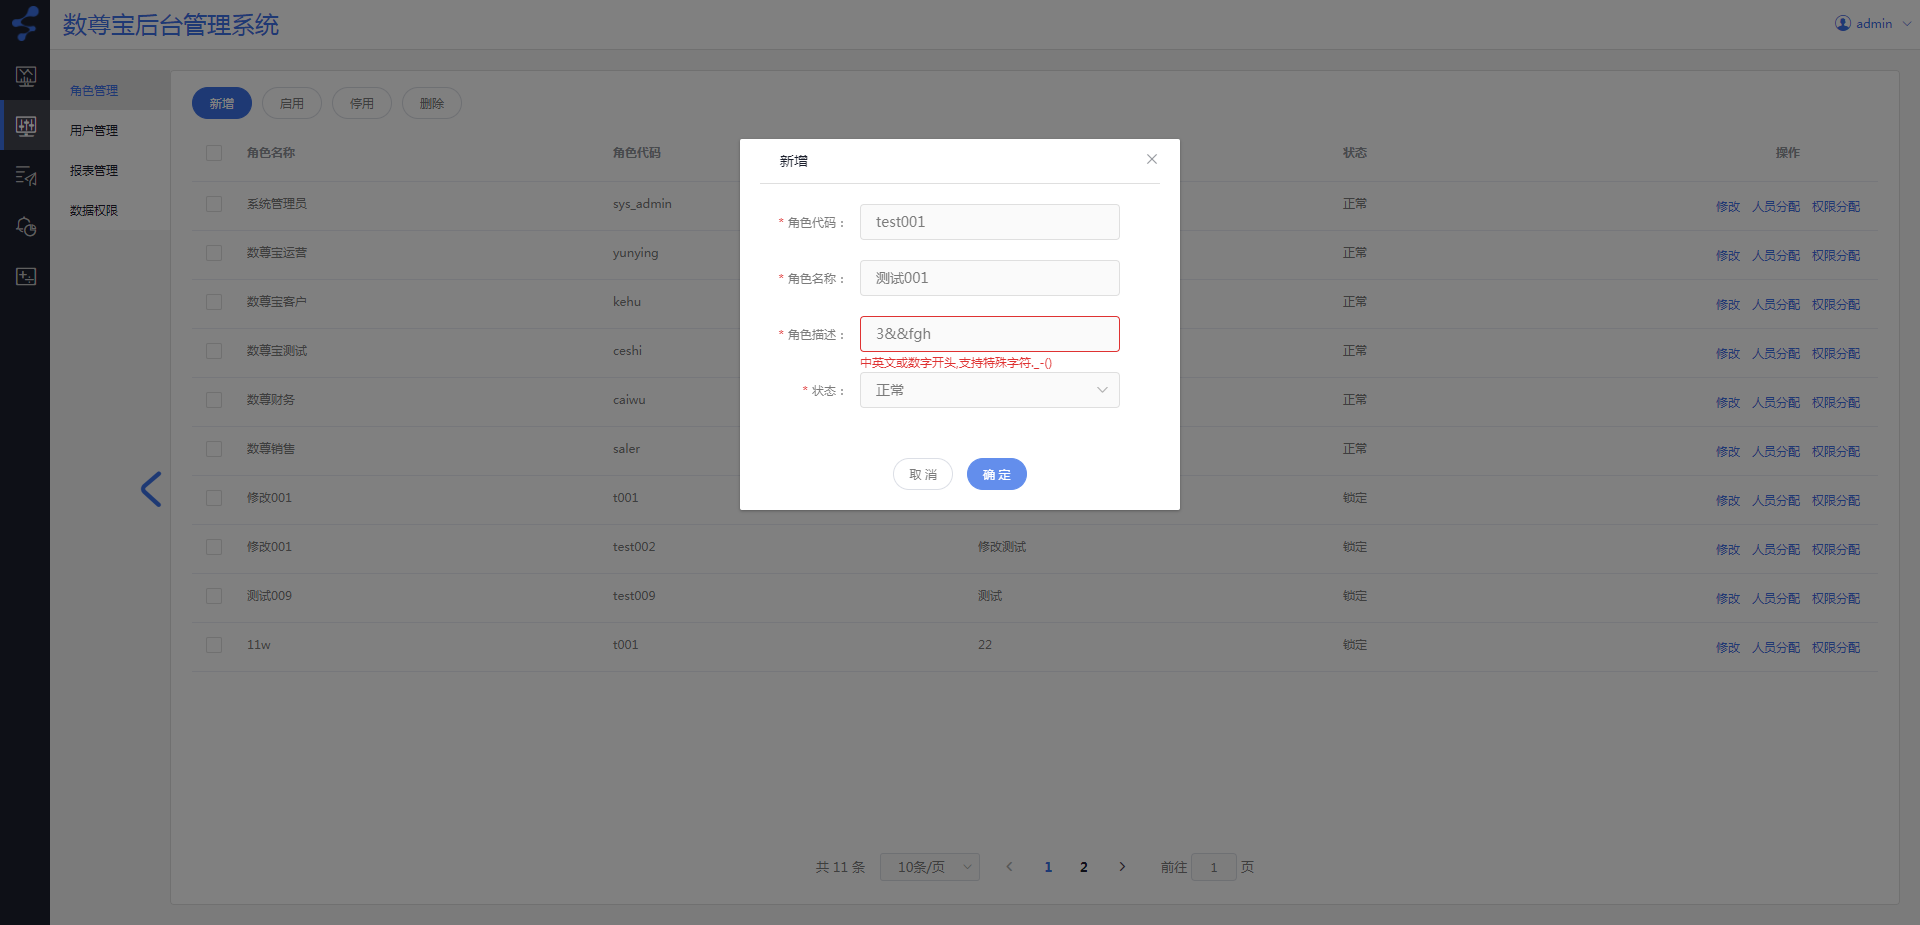 数尊宝后台管理系统
admin
角色管理
用户管理
报表管理
数据权限
新增 启用 停用 删除
角色名称 角色代码 状态 操作
系统管理员 sys_admin 正常 修改 人员分配 权限分配
数尊宝运营 yunying 正常 修改 人员分配 权限分配
数尊宝客户 kehu 正常 修改 人员分配 权限分配
数尊宝测试 ceshi 正常 修改 人员分配 权限分配
数尊财务 caiwu 正常 修改 人员分配 权限分配
数尊销售 saler 正常 修改 人员分配 权限分配
修改001 t001 锁定 修改 人员分配 权限分配
修改001 test002 修改测试 锁定 修改 人员分配 权限分配
测试009 test009 测试 锁定 修改 人员分配 权限分配
11w t001 22 锁定 修改 人员分配 权限分配
共 11 条 10条/页 1 2 前往 1 页
新增
* 角色代码： test001
* 角色名称： 测试001
* 角色描述： 3&&fgh
中英文或数字开头,支持特殊字符._-()
* 状态： 正常
取 消 确 定